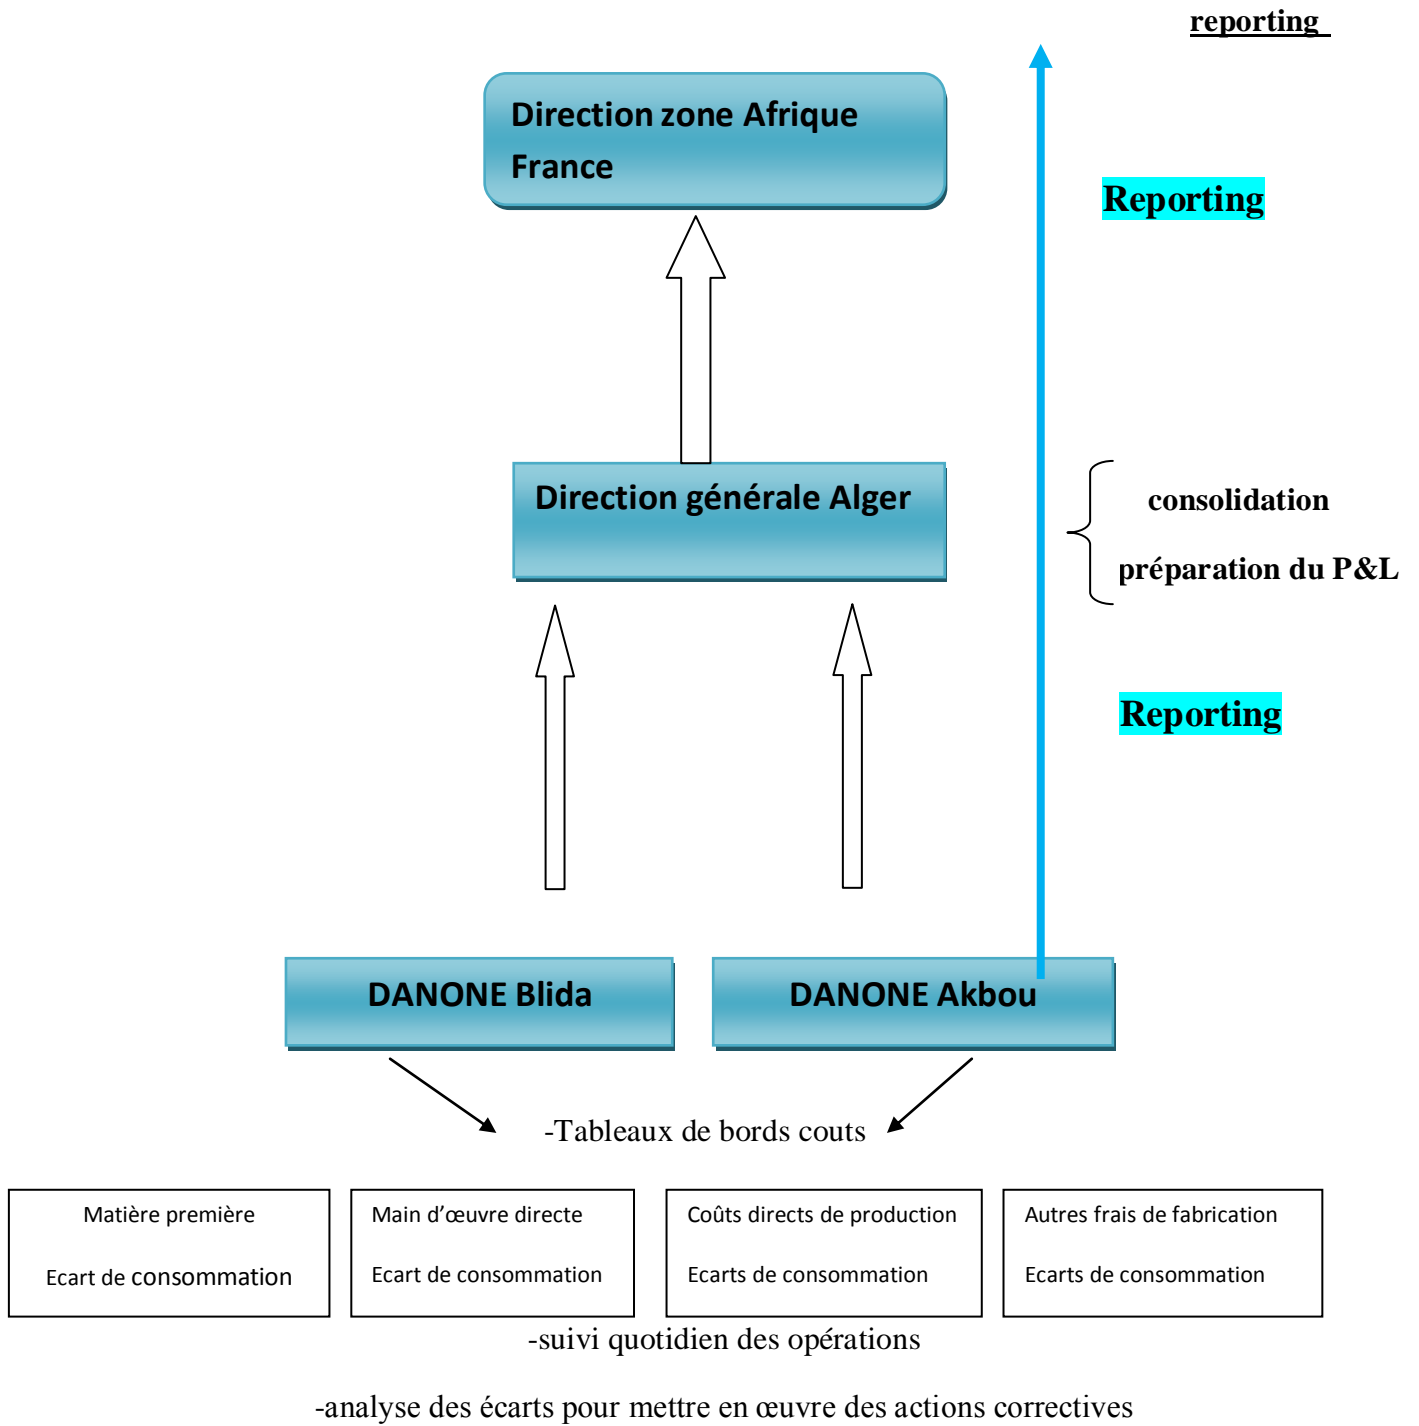 reporting
Direction zone Afrique
France
Reporting
Direction générale Alger
consolidation
préparation du P&L
Reporting
DANONE Blida
DANONE Akbou
-Tableaux de bords couts
Matière première
Ecart de consommation
Main d’œuvre directe
Ecart de consommation
Coûts directs de production
Ecarts de consommation
Autres frais de fabrication
Ecarts de consommation
-suivi quotidien des opérations
-analyse des écarts pour mettre en œuvre des actions correctives